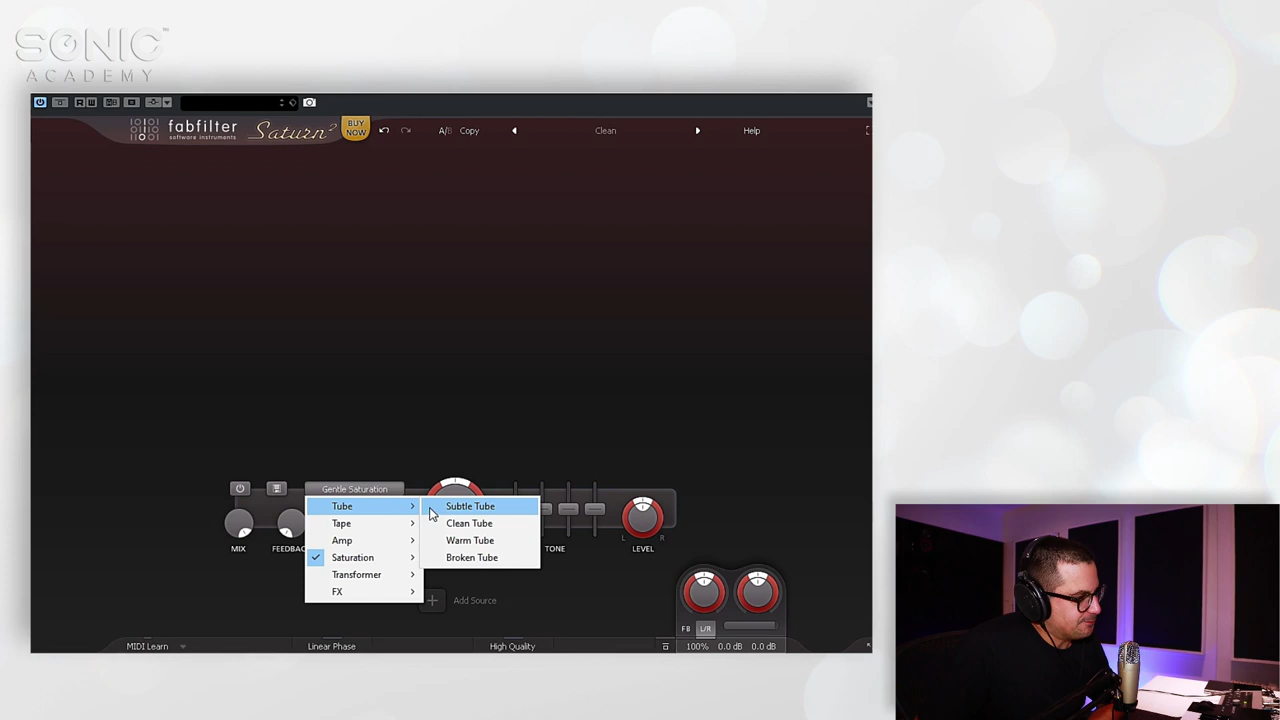 SONIC™
ACADEMY
fabfilter
software instruments
Saturn 2
BUY
NOW
A/B Copy
Clean
Help
Gentle Saturation
Tube
Tape
Amp
Saturation
Transformer
FX
Subtle Tube
Clean Tube
Warm Tube
Broken Tube
MIX
TONE
L R
LEVEL
Add Source
FB L/R
MIDI Learn
Linear Phase
High Quality
100% 0.0 dB 0.0 dB